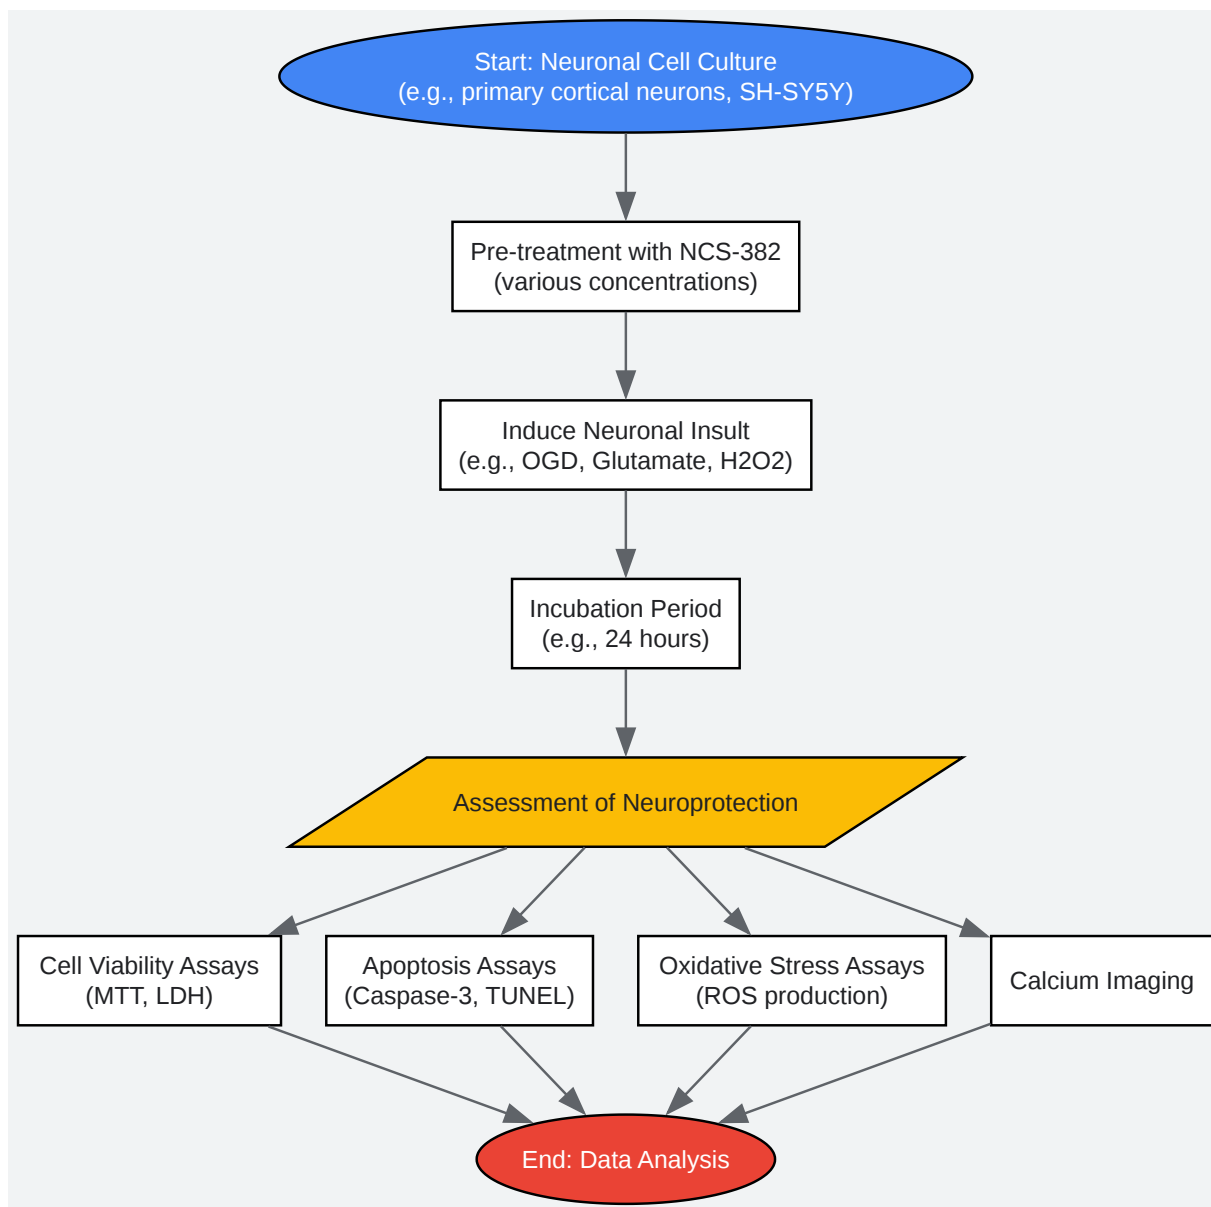 Start: Neuronal Cell Culture
(e.g., primary cortical neurons, SH-SY5Y)
Pre-treatment with NCS-382
(various concentrations)
Induce Neuronal Insult
(e.g., OGD, Glutamate, H2O2)
Incubation Period
(e.g., 24 hours)
Assessment of Neuroprotection
Cell Viability Assays
(MTT, LDH)
Apoptosis Assays
(Caspase-3, TUNEL)
Oxidative Stress Assays
(ROS production)
Calcium Imaging
End: Data Analysis